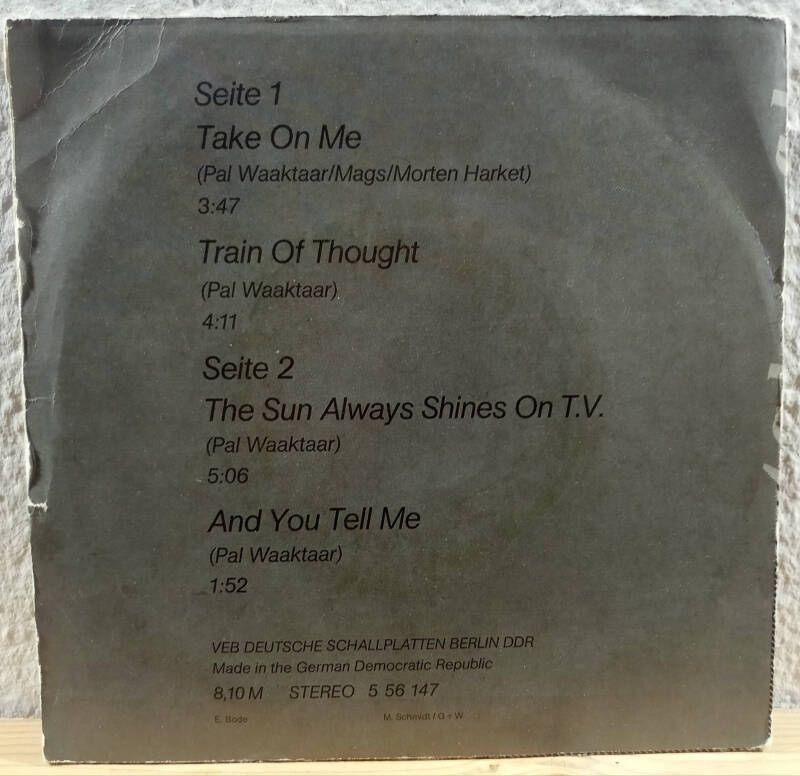 Seite 1
Take On Me
(Pal Waaktaar/Mags/Morten Harket)
3:47
Train Of Thought
(Pal Waaktaar)
4:11
Seite 2
The Sun Always Shines On T.V.
(Pal Waaktaar)
5:06
And You Tell Me
(Pal Waaktaar)
1:52
VEB DEUTSCHE SCHALLPLATTEN BERLIN DDR
Made in the German Democratic Republic
8,10 M STEREO 5 56 147
E. Bode M. Schmidt / G + W